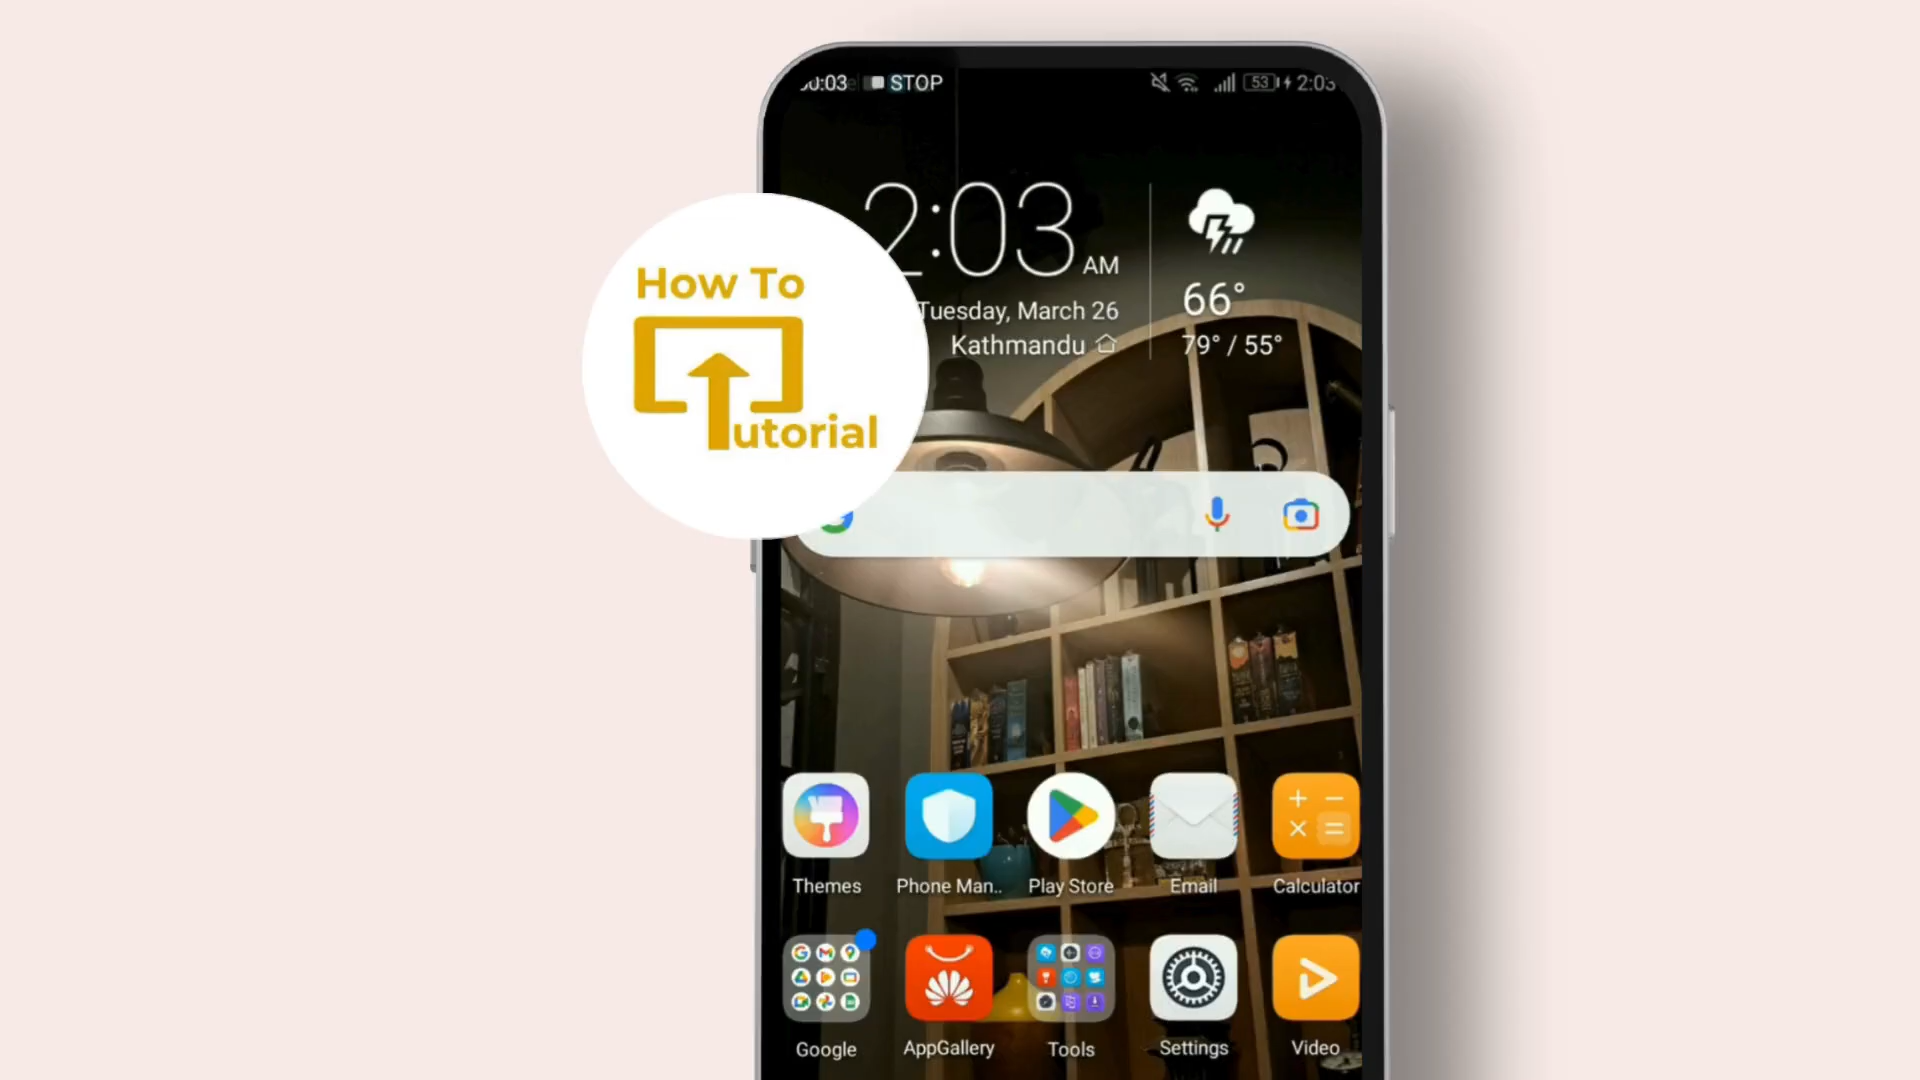 0:03
STOP
53
2:03
2:03 AM
66°
Tuesday, March 26
Kathmandu
79° / 55°
How To
Tutorial
Themes
Phone Man..
Play Store
Email
Calculator
Google
AppGallery
Tools
Settings
Video